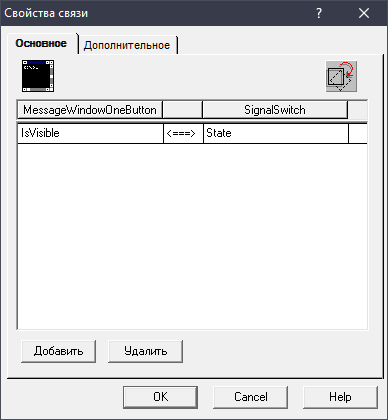 Свойства связи
Основное Дополнительное
MessageWindowOneButton SignalSwitch
IsVisible <===> State
Добавить Удалить
OK Cancel Help